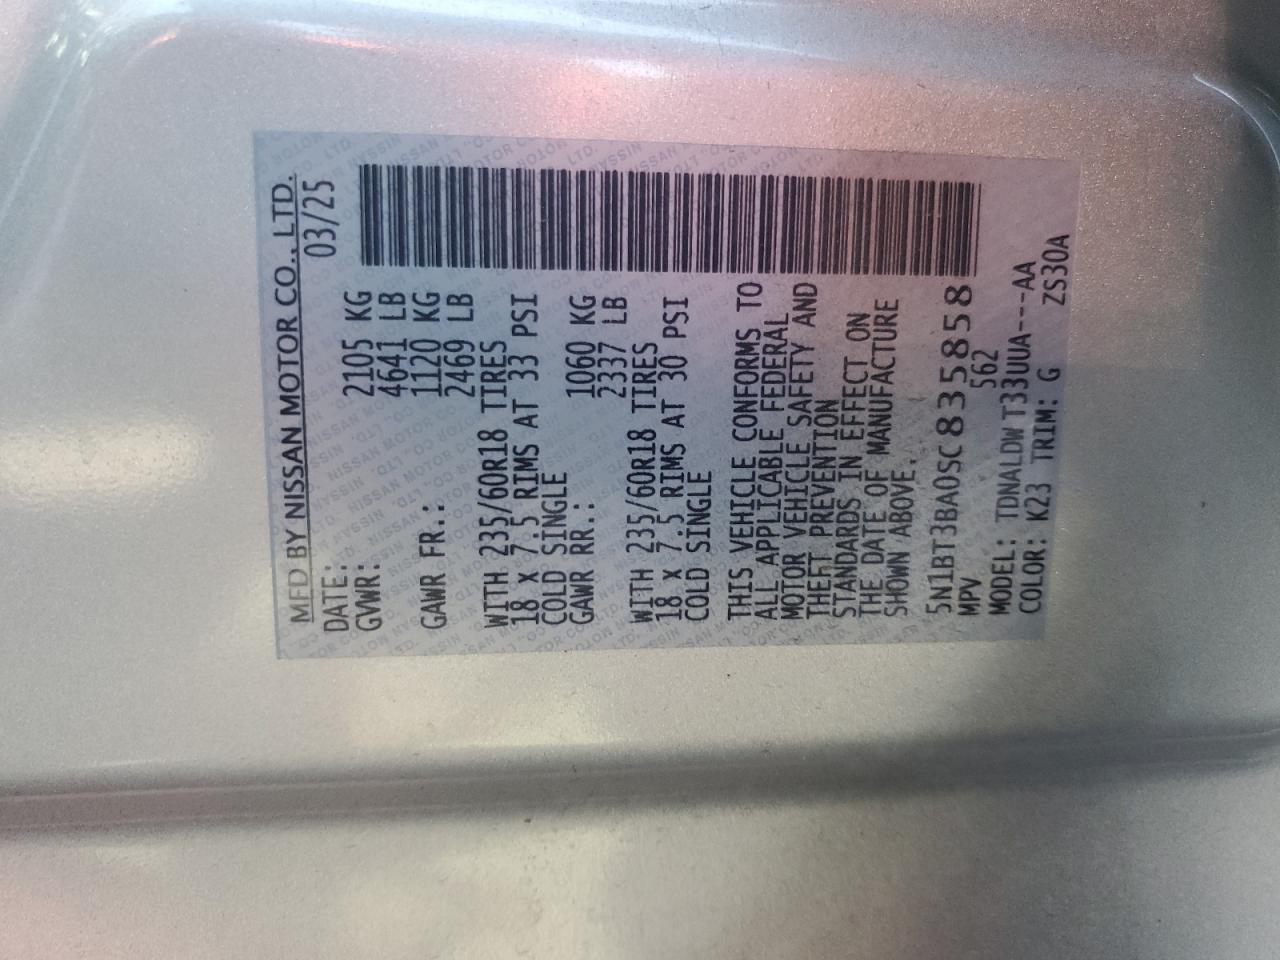 MFD BY NISSAN MOTOR CO., LTD.
DATE: 03/25
GVWR: 2105 KG
4641 LB
GAWR FR.: 1120 KG
2469 LB
WITH 235/60R18 TIRES
18 x 7.5 RIMS AT 33 PSI
COLD SINGLE
GAWR RR.: 1060 KG
2337 LB
WITH 235/60R18 TIRES
18 x 7.5 RIMS AT 30 PSI
COLD SINGLE
THIS VEHICLE CONFORMS TO
ALL APPLICABLE FEDERAL
MOTOR VEHICLE SAFETY AND
THEFT PREVENTION
STANDARDS IN EFFECT ON
THE DATE OF MANUFACTURE
SHOWN ABOVE.
5N1BT3BA0SC835858
MPV 562
MODEL: TDNALDW T33UUA---AA
COLOR: K23 TRIM: G ZS30A